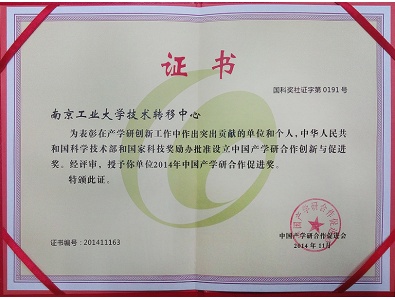 证书
国科奖社证字第0191号
南京工业大学技术转移中心
为表彰在产学研创新工作中作出突出贡献的单位和个人，中华人民共
和国科学技术部和国家科技奖励办批准设立中国产学研合作创新与促进
奖。经评审，授予你单位2014年中国产学研合作促进奖。
特颁此证。
中国产学研合作促进会
证书编号：201411163
2014年11月